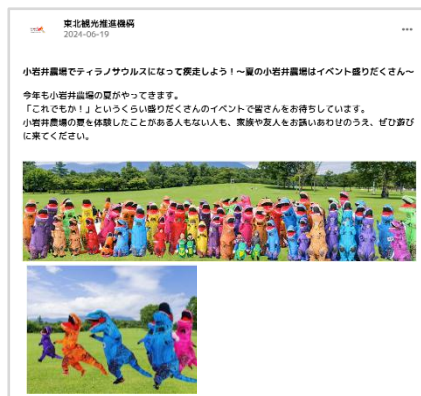 東北観光推進機構
2024-06-19
小岩井農場でティラノサウルスになって疾走しよう！～夏の小岩井農場はイベント盛りだくさん～
今年も小岩井農場の夏がやってきます。
「これでもか！」というくらい盛りだくさんのイベントで皆さんをお待ちしています。
小岩井農場の夏を体験したことがある人もない人も、家族や友人をお誘いあわせのうえ、ぜひ遊び
に来てください。